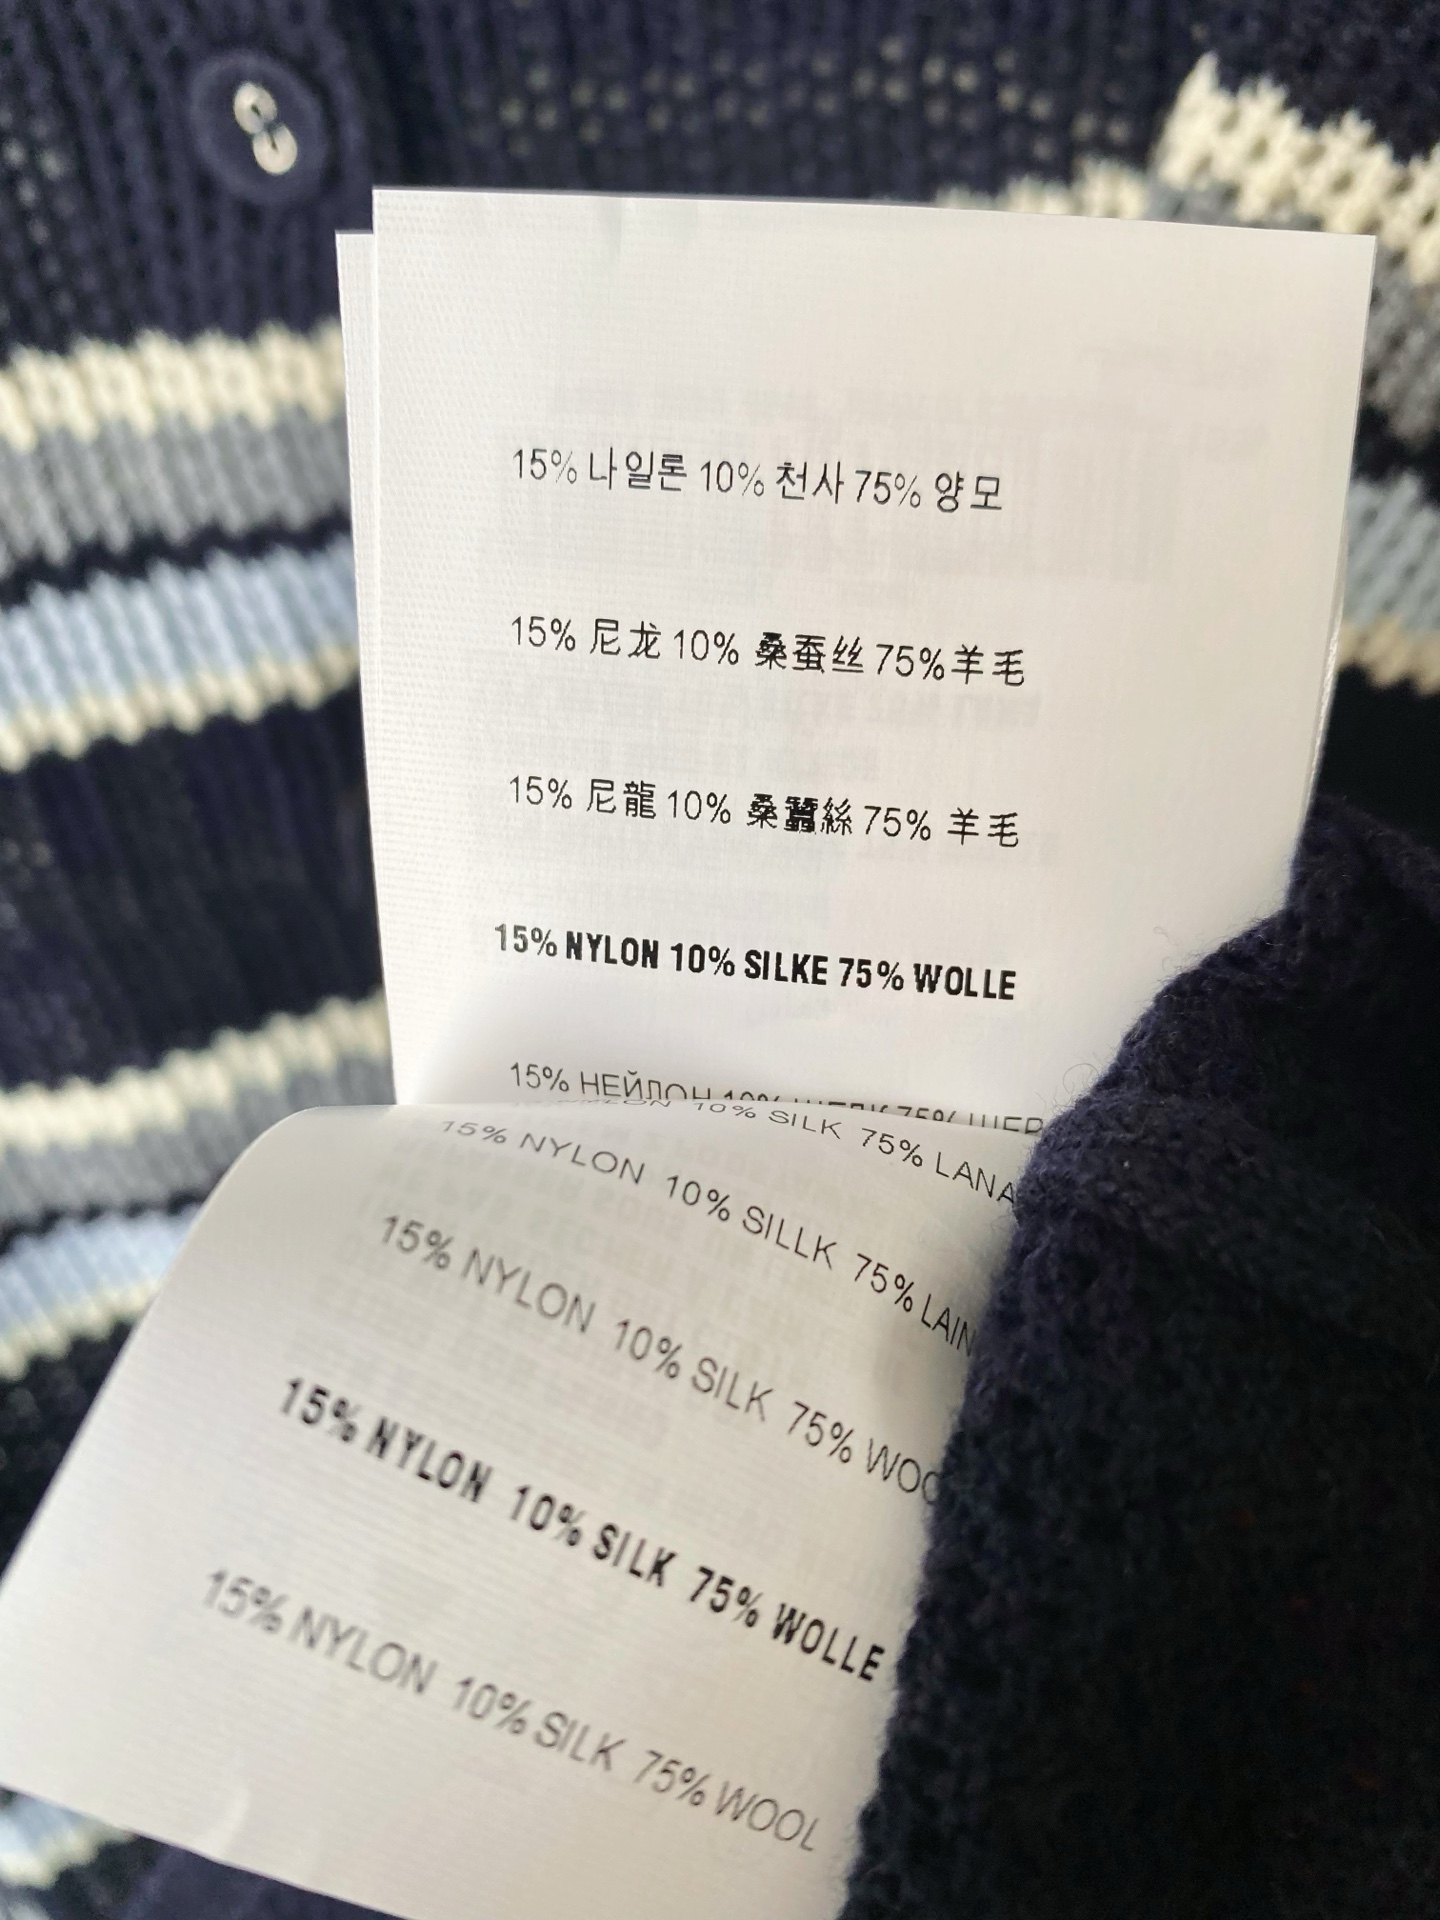 15% 나일론 10% 천사 75% 양모
15% 尼龙 10% 桑蚕丝 75% 羊毛
15% 尼龍 10% 桑蠶絲 75% 羊毛
15% NYLON 10% SILKE 75% WOLLE
15% НЕЙЛОН 10% ШЕЛК 75%
NYLON 10% SILK 75% LANA
15% NYLON 10% SILLK 75% LAIN
15% NYLON 10% SILK 75% WOO
15% NYLON 10% SILK 75% WOLLE
15% NYLON 10% SILK 75% WOOL